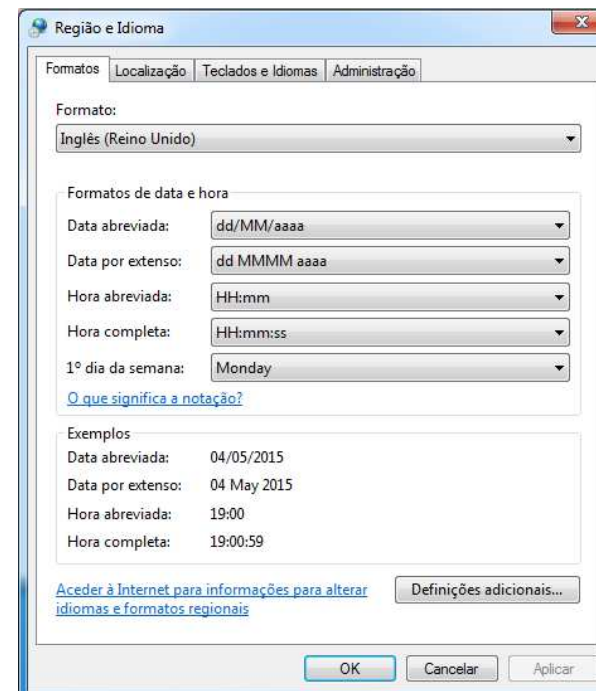 Região e Idioma
Formatos Localização Teclados e Idiomas Administração
Formato:
Inglês (Reino Unido)
Formatos de data e hora
Data abreviada: dd/MM/aaaa
Data por extenso: dd MMMM aaaa
Hora abreviada: HH:mm
Hora completa: HH:mm:ss
1º dia da semana: Monday
O que significa a notação?
Exemplos
Data abreviada: 04/05/2015
Data por extenso: 04 May 2015
Hora abreviada: 19:00
Hora completa: 19:00:59
Aceder à Internet para informações para alterar
idiomas e formatos regionais
Definições adicionais...
OK Cancelar Aplicar